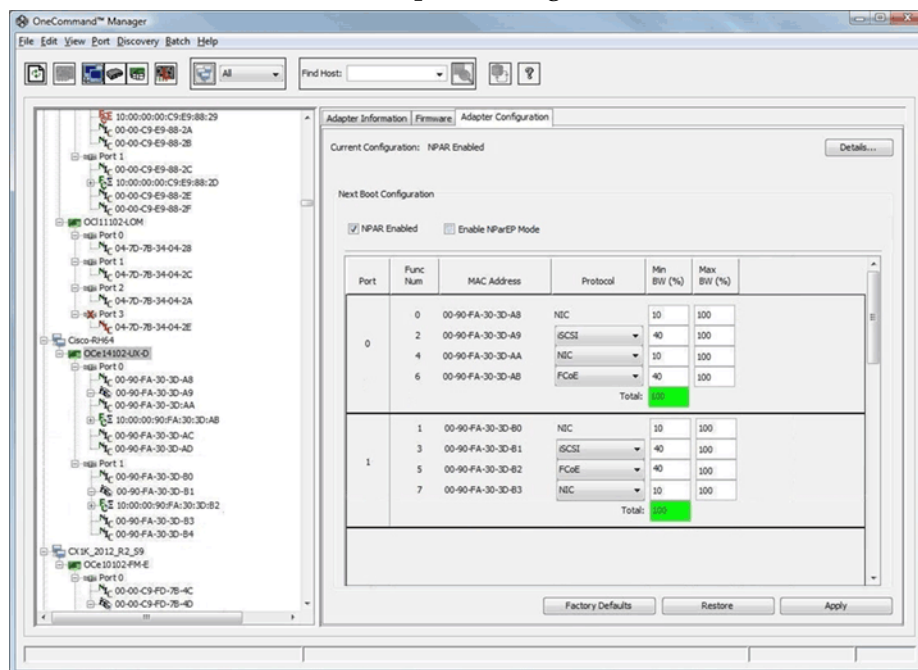 OneCommand™ Manager
File Edit View Port Discovery Batch Help
All
Find Host:
10:00:00:00:C9:E9:88:29
00-00-C9-E9-88-2A
00-00-C9-E9-88-2B
Port 1
00-00-C9-E9-88-2C
10:00:00:00:C9:E9:88:2D
00-00-C9-E9-88-2E
00-00-C9-E9-88-2F
OCl11102-LOM
Port 0
04-7D-7B-34-04-28
Port 1
04-7D-7B-34-04-2C
Port 2
04-7D-7B-34-04-2A
Port 3
04-7D-7B-34-04-2E
Cisco-RH64
OCe14102-UX-D
Port 0
00-90-FA-30-3D-A8
00-90-FA-30-3D-A9
00-90-FA-30-3D:AA
10:00:00:90:FA:30:3D:AB
00-90-FA-30-3D-AC
00-90-FA-30-3D-AD
Port 1
00-90-FA-30-3D-B0
00-90-FA-30-3D-B1
10:00:00:90:FA:30:3D:B2
00-90-FA-30-3D-B3
00-90-FA-30-3D-B4
CX1K_2012_R2_S9
OCe10102-FM-E
Port 0
00-00-C9-FD-7B-4C
00-00-C9-FD-7B-4D
Adapter Information Firmware Adapter Configuration
Current Configuration: NPAR Enabled Details...
Next Boot Configuration
NPAR Enabled Enable NParEP Mode
Port Func Num MAC Address Protocol Min BW (%) Max BW (%)
0
0 00-90-FA-30-3D-A8 NIC 10 100
2 00-90-FA-30-3D-A9 iSCSI 40 100
4 00-90-FA-30-3D-AA NIC 10 100
6 00-90-FA-30-3D-AB FCoE 40 100
Total: 100
1
1 00-90-FA-30-3D-B0 NIC 10 100
3 00-90-FA-30-3D-B1 iSCSI 40 100
5 00-90-FA-30-3D-B2 FCoE 40 100
7 00-90-FA-30-3D-B3 NIC 10 100
Total: 100
Factory Defaults Restore Apply